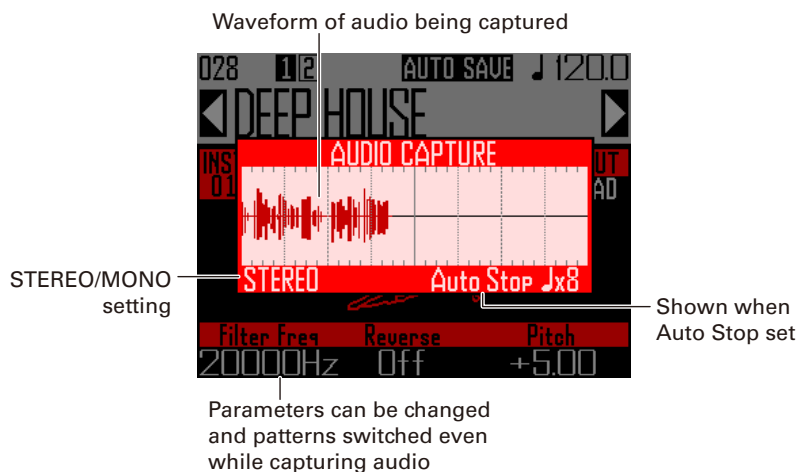 Waveform of audio being captured
028 1 2 AUTO SAVE ♩ 120.0
DEEP HOUSE
INS UT
01 AD
AUDIO CAPTURE
STEREO Auto Stop ♩x8
STEREO/MONO
setting
Shown when
Auto Stop set
Filter Freq Reverse Pitch
20000Hz Off +5.00
Parameters can be changed
and patterns switched even
while capturing audio